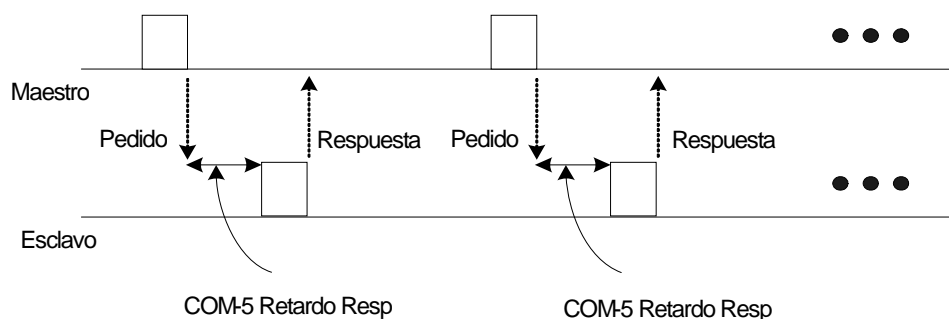 Maestro
Pedido
Respuesta
Pedido
Respuesta
Esclavo
COM-5 Retardo Resp
COM-5 Retardo Resp